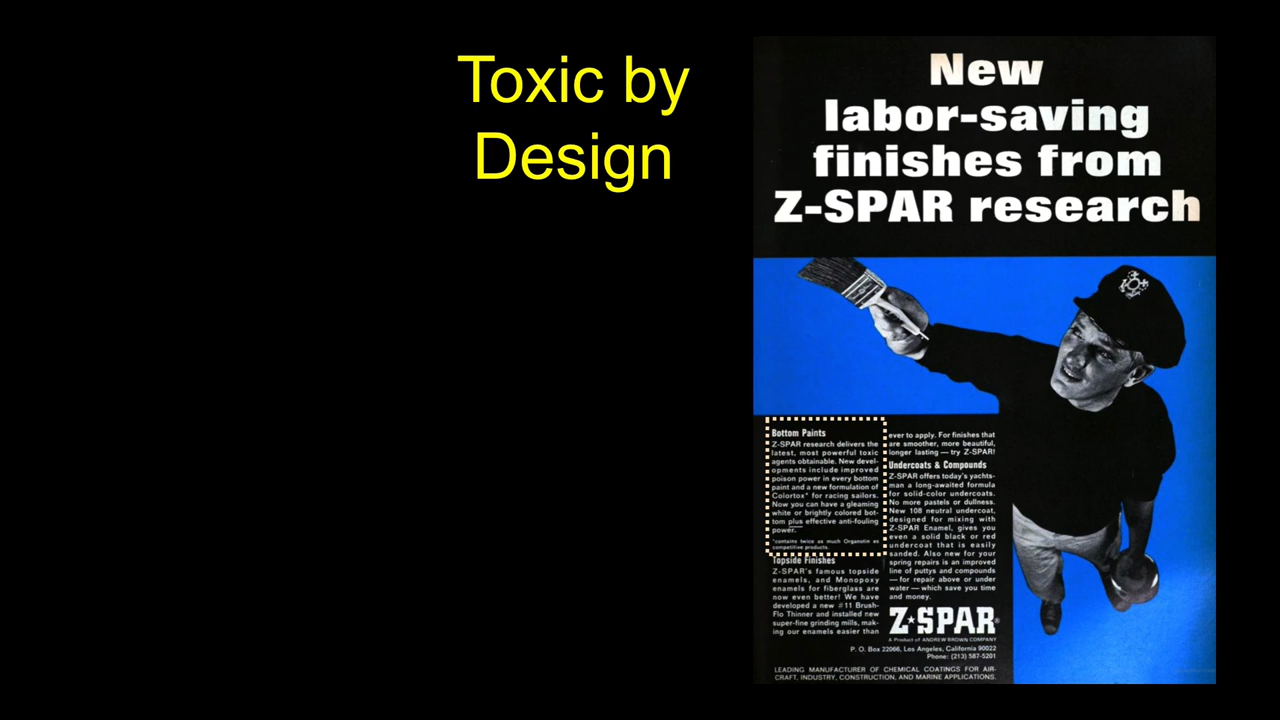 Toxic by
Design
New
labor-saving
finishes from
Z-SPAR research
Bottom Paints
Z-SPAR research delivers the
latest, most powerful toxic
agents obtainable. New devel-
opments include improved
poison power in every bottom
paint and a new formulation of
Colortox* for racing sailors.
Now you can have a gleaming
white or brightly colored bot-
tom plus effective anti-fouling
power.
*contains twice as much Organotin as
competitive products.
Topside Finishes
Z-SPAR's famous topside
enamels, and Monopoxy
enamels for fiberglass are
now even better! We have
developed a new #11 Brush-
Flo Thinner and installed new
super-fine grinding mills, mak-
ing our enamels easier than
ever to apply. For finishes that
are smoother, more beautiful,
longer lasting — try Z-SPAR!
Undercoats & Compounds
Z-SPAR offers today's yachts-
man a long-awaited formula
for solid-color undercoats.
No more pastels or dullness.
New 108 neutral undercoat,
designed for mixing with
Z-SPAR Enamel, gives you
even a solid black or red
undercoat that is easily
sanded. Also new for your
spring repairs is an improved
line of puttys and compounds
— for repair above or under
water — which save you time
and money.
Z*SPAR®
A Product of ANDREW BROWN COMPANY
P. O. Box 22066, Los Angeles, California 90022
Phone: (213) 587-5201
LEADING MANUFACTURER OF CHEMICAL COATINGS FOR AIR-
CRAFT, INDUSTRY, CONSTRUCTION, AND MARINE APPLICATIONS.